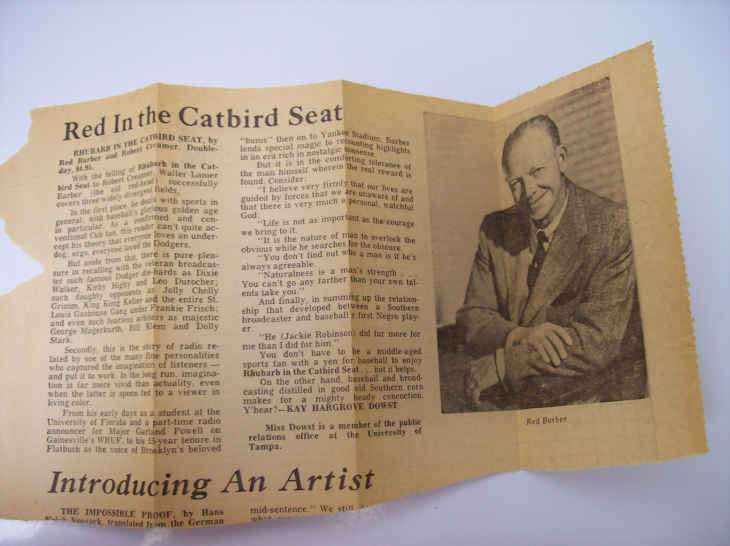 Red In the Catbird Seat
RHUBARB IN THE CATBIRD SEAT, by
Red Barber and Robert Creamer. Double-
day. $4.95.
With the telling of Rhubarb in the Cat-
bird Seat to Robert Creamer, Walter Lanier
Barber (the old red-head) successfully
covers three widely divergent fields.
In the first place, he deals with sports in
general, with baseball's glorious golden age
in particular. As a confirmed and con-
ventional Cub fan, this reader can't quite ac-
cept his theory that everyone loves an under-
dog, ergo, everyone loved the Dodgers.
But aside from that, there is pure plea-
sure in recalling with the veteran broadcas-
ter such famous Dodger die-hards as Dixie
Walker, Kirby Higby and Leo Durocher;
such doughty opponents as Jolly Cholly
Grimm, King Kong Keller and the entire St.
Louis Gashouse Gang under Frankie Frisch;
and even such fearless arbiters as majestic
George Magerkurth, Bill Klem and Dolly
Stark.
Secondly, this is the story of radio re-
lated by one of the many fine personalities
who captured the imagination of listeners —
and put it to work. In the long run, imagina-
tion is far more vivid than actuality, even
when the latter is spoon-fed to a viewer in
living color.
From his early days as a student at the
University of Florida and a part-time radio
announcer for Major Garland Powell on
Gainesville's WRUF, to his 15-year tenure in
Flatbush as the voice of Brooklyn's beloved
"bums" then on to Yankee Stadium, Barber
lends special magic to recounting highlights
in an era rich in nostalgic nonsense.
But it is in the comforting tolerance of
the man himself wherein the real reward is
found. Consider:
"I believe very firmly that our lives are
guided by forces that we are unaware of and
that there is very much a personal, watchful
God.
"Life is not as important as the courage
we bring to it.
"It is the nature of man to overlook the
obvious while he searches for the obscure.
"You don't find out who a man is if he's
always agreeable.
"Naturalness is a man's strength . . .
You can't go any farther than your own tal-
ents take you."
And finally, in summing up the relation-
ship that developed between a Southern
broadcaster and baseball's first Negro play-
er.
"He (Jackie Robinson) did far more for
me than I did for him."
You don't have to be a middle-aged
sports fan with a yen for baseball to enjoy
Rhubarb in the Catbird Seat . . . but it helps.
On the other hand, baseball and broad-
casting distilled in good old Southern corn
makes for a mighty heady concoction.
Y'hear?—KAY HARGROVE DOWST
Miss Dowst is a member of the public
relations office at the University of
Tampa.
Red Barber
Introducing An Artist
THE IMPOSSIBLE PROOF, by Hans
translated from the German
mid-sentence." We still